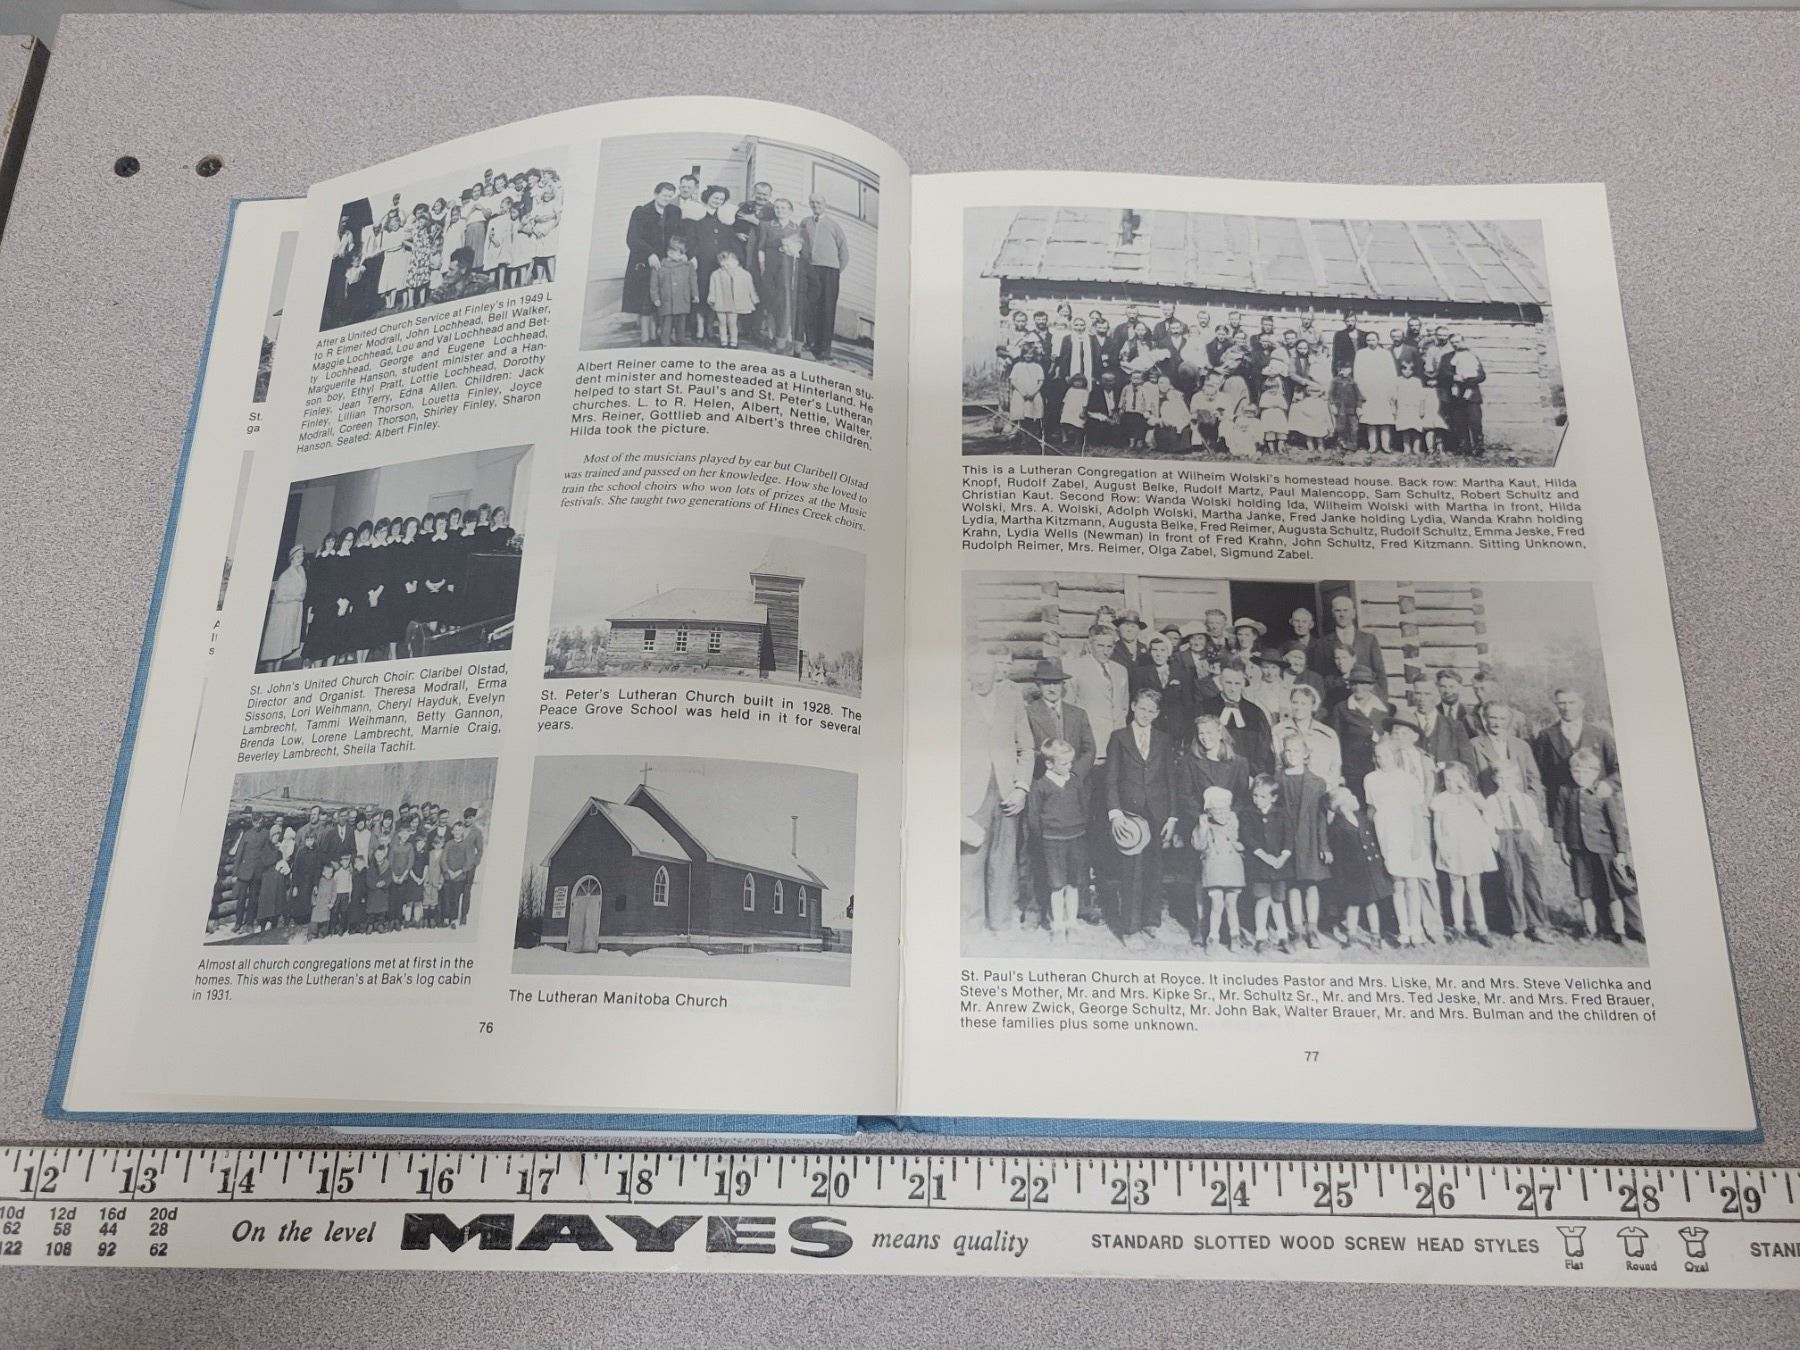 St.
ga
A
It
s
After a United Church Service at Finley's in 1949 L
to R Elmer Modrall, John Lochhead, Bell Walker,
Maggie Lochhead, Lou and Val Lochhead and Bet-
ty Lochhead, George and Eugene Lochhead,
Marguerite Hanson, student minister and a Han-
son boy, Ethyl Pratt, Lottie Lochhead, Dorothy
Finley, Jean Terry, Edna Allen. Children: Jack
Finley, Lillian Thorson, Louetta Finley, Joyce
Modrall, Coreen Thorson, Shirley Finley, Sharon
Hanson. Seated: Albert Finley.
St. John's United Church Choir: Claribel Olstad,
Director and Organist. Theresa Modrall, Erma
Sissons, Lori Weihmann, Cheryl Hayduk, Evelyn
Lambrecht, Tammi Weihmann, Betty Gannon,
Brenda Low, Lorene Lambrecht, Marnie Craig,
Beverley Lambrecht, Sheila Tachit.
Almost all church congregations met at first in the
homes. This was the Lutheran's at Bak's log cabin
in 1931.
Albert Reiner came to the area as a Lutheran stu-
dent minister and homesteaded at Hinterland. He
helped to start St. Paul's and St. Peter's Lutheran
churches. L. to R. Helen, Albert, Nettie, Walter,
Mrs. Reiner, Gottlieb and Albert's three children.
Hilda took the picture.
Most of the musicians played by ear but Claribell Olstad
was trained and passed on her knowledge. How she loved to
train the school choirs who won lots of prizes at the Music
festivals. She taught two generations of Hines Creek choirs.
St. Peter's Lutheran Church built in 1928. The
Peace Grove School was held in it for several
years.
The Lutheran Manitoba Church
76
This is a Lutheran Congregation at Wilheim Wolski's homestead house. Back row: Martha Kaut, Hilda
Knopf, Rudolf Zabel, August Belke, Rudolf Martz, Paul Malencopp, Sam Schultz, Robert Schultz and
Christian Kaut. Second Row: Wanda Wolski holding Ida, Wilheim Wolski with Martha in front, Hilda
Wolski, Mrs. A. Wolski, Adolph Wolski, Martha Janke, Fred Janke holding Lydia, Wanda Krahn holding
Lydia, Martha Kitzmann, Augusta Belke, Fred Reimer, Augusta Schultz, Rudolf Schultz, Emma Jeske, Fred
Krahn, Lydia Wells (Newman) in front of Fred Krahn, John Schultz, Fred Kitzmann. Sitting Unknown,
Rudolph Reimer, Mrs. Reimer, Olga Zabel, Sigmund Zabel.
St. Paul's Lutheran Church at Royce. It includes Pastor and Mrs. Liske, Mr. and Mrs. Steve Velichka and
Steve's Mother, Mr. and Mrs. Kipke Sr., Mr. Schultz Sr., Mr. and Mrs. Ted Jeske, Mr. and Mrs. Fred Brauer,
Mr. Anrew Zwick, George Schultz, Mr. John Bak, Walter Brauer, Mr. and Mrs. Bulman and the children of
these families plus some unknown.
77
12 13 14 15 16 17 18 19 20 21 22 23 24 25 26 27 28 29
10d 12d 16d 20d
62 58 44 28
122 108 92 62
On the level MAYES means quality STANDARD SLOTTED WOOD SCREW HEAD STYLES STAN
Flat Round Oval